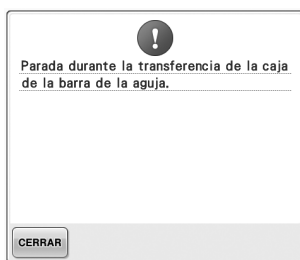 Parada durante la transferencia de la caja
de la barra de la aguja.
CERRAR